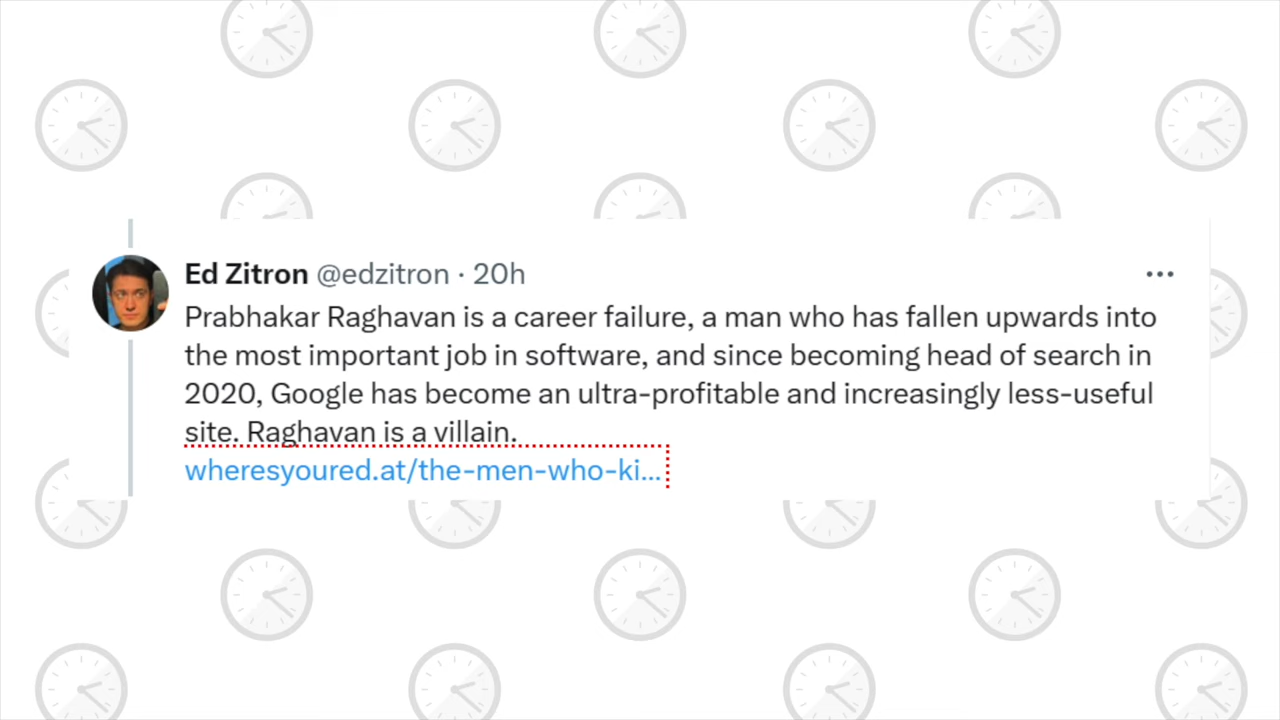 Ed Zitron @edzitron · 20h
Prabhakar Raghavan is a career failure, a man who has fallen upwards into
the most important job in software, and since becoming head of search in
2020, Google has become an ultra-profitable and increasingly less-useful
site. Raghavan is a villain.
wheresyoured.at/the-men-who-ki...